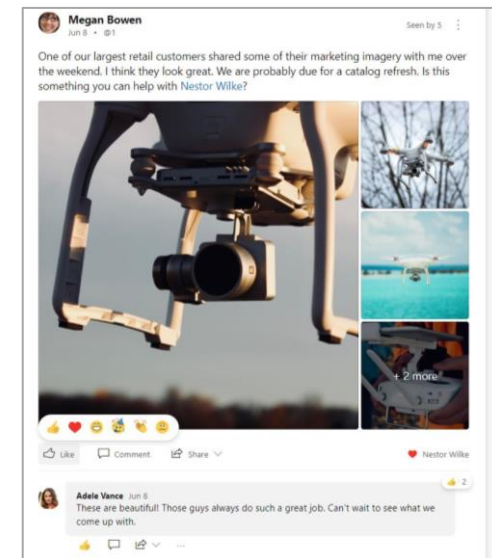 Megan Bowen
Seen by 5
Jun 8 • @1
One of our largest retail customers shared some of their marketing imagery with me over
the weekend. I think they look great. We are probably due for a catalog refresh. Is this
something you can help with Nestor Wilke?
+ 2 more
Like
Comment
Share
Nestor Wilke
2
Adele Vance Jun 8
These are beautiful! Those guys always do such a great job. Can't wait to see what we
come up with.